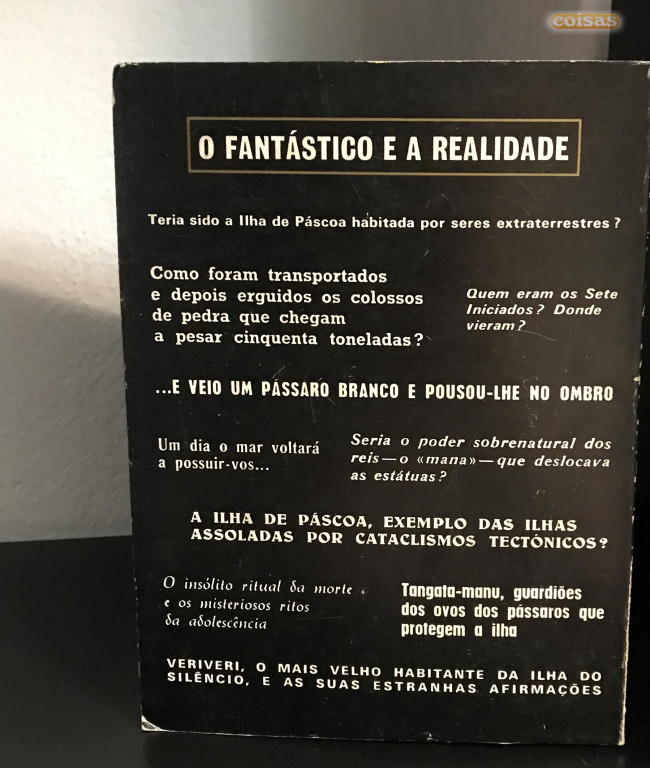 coisas
O FANTÁSTICO E A REALIDADE
Teria sido a Ilha de Páscoa habitada por seres extraterrestres?
Como foram transportados
e depois erguidos os colossos
de pedra que chegam
a pesar cinquenta toneladas?
Quem eram os Sete
Iniciados? Donde
vieram?
...E VEIO UM PÁSSARO BRANCO E POUSOU-LHE NO OMBRO
Um dia o mar voltará
a possuir-vos...
Seria o poder sobrenatural dos
reis—o «mana»—que deslocava
as estátuas?
A ILHA DE PÁSCOA, EXEMPLO DAS ILHAS
ASSOLADAS POR CATACLISMOS TECTÓNICOS?
O insólito ritual da morte
e os misteriosos ritos
da adolescência
Tangata-manu, guardiões
dos ovos dos pássaros que
protegem a ilha
VERIVERI, O MAIS VELHO HABITANTE DA ILHA DO
SILÊNCIO, E AS SUAS ESTRANHAS AFIRMAÇÕES